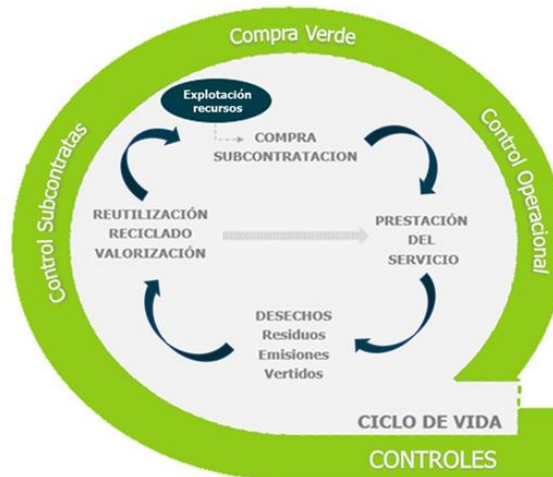 Compra Verde
Explotación
recursos
COMPRA
SUBCONTRATACION
Control Subcontratas
Control Operacional
REUTILIZACIÓN
RECICLADO
VALORIZACIÓN
PRESTACIÓN
DEL
SERVICIO
DESECHOS
Residuos
Emisiones
Vertidos
CICLO DE VIDA
CONTROLES